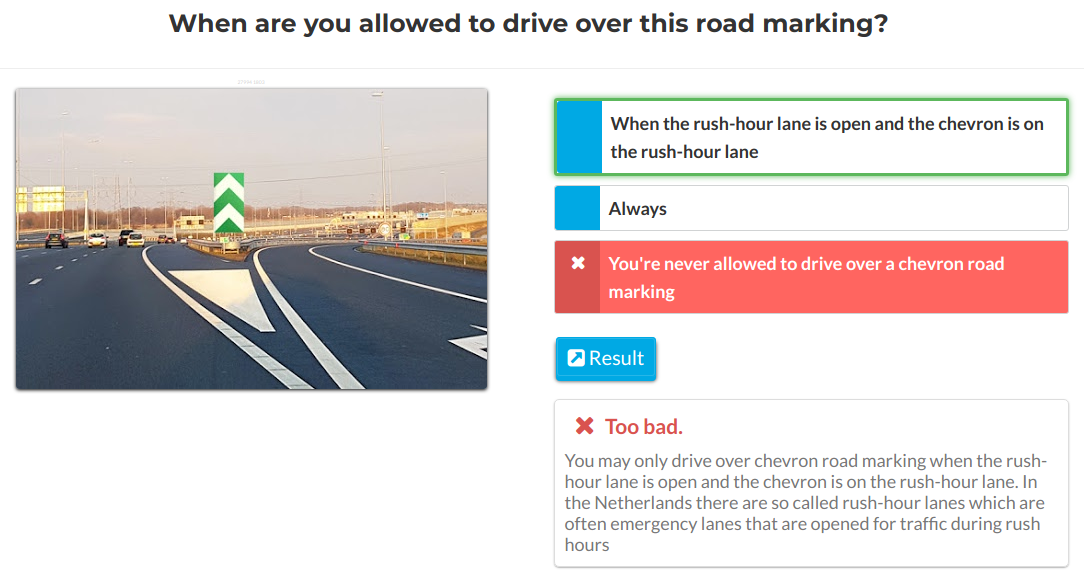 When are you allowed to drive over this road marking?
When the rush-hour lane is open and the chevron is on
the rush-hour lane
Always
You're never allowed to drive over a chevron road
marking
Result
Too bad.
You may only drive over chevron road marking when the rush-
hour lane is open and the chevron is on the rush-hour lane. In
the Netherlands there are so called rush-hour lanes which are
often emergency lanes that are opened for traffic during rush
hours